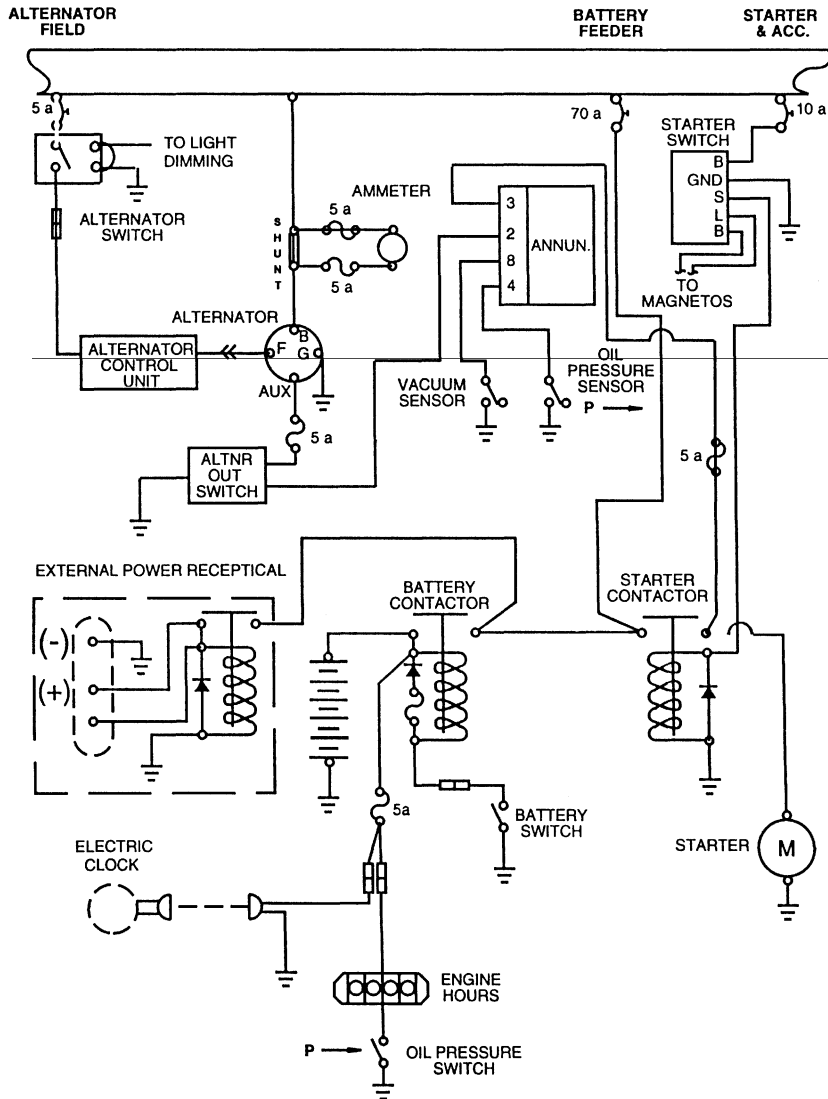 ALTERNATOR
FIELD
BATTERY
FEEDER
STARTER
& ACC.
5 a
70 a
10 a
TO LIGHT
DIMMING
STARTER
SWITCH
B
GND
S
L
B
TO
MAGNETOS
ALTERNATOR
SWITCH
AMMETER
5 a
5 a
SHUNT
3
2
8
4
ANNUN.
ALTERNATOR
B
F
G
AUX
ALTERNATOR
CONTROL
UNIT
5 a
ALTNR
OUT
SWITCH
VACUUM
SENSOR
OIL
PRESSURE
SENSOR
P
5 a
EXTERNAL POWER RECEPTICAL
(-)
(+)
BATTERY
CONTACTOR
STARTER
CONTACTOR
5a
BATTERY
SWITCH
STARTER
M
ELECTRIC
CLOCK
ENGINE
HOURS
P
OIL PRESSURE
SWITCH